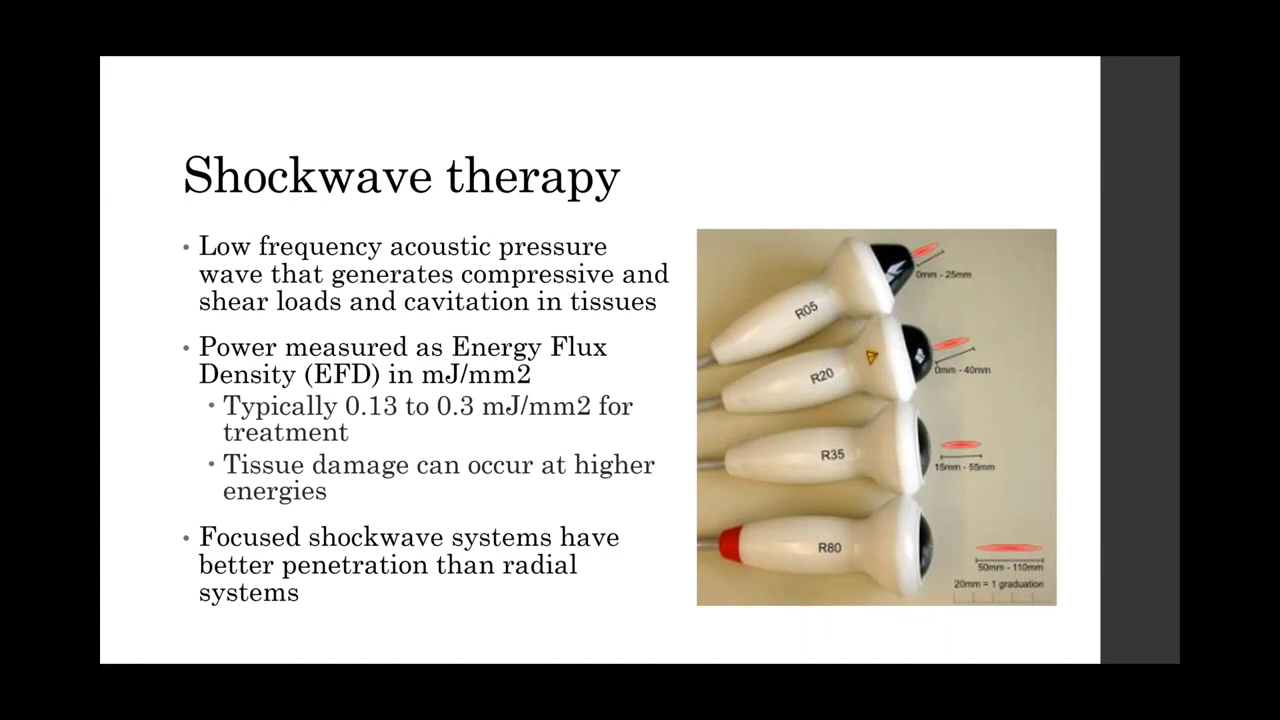 Shockwave therapy
• Low frequency acoustic pressure
wave that generates compressive and
shear loads and cavitation in tissues
• Power measured as Energy Flux
Density (EFD) in mJ/mm2
• Typically 0.13 to 0.3 mJ/mm2 for
treatment
• Tissue damage can occur at higher
energies
• Focused shockwave systems have
better penetration than radial
systems
R05
0mm - 25mm
R20
0mm - 40mm
R35
15mm - 55mm
R80
50mm - 110mm
20mm = 1 graduation